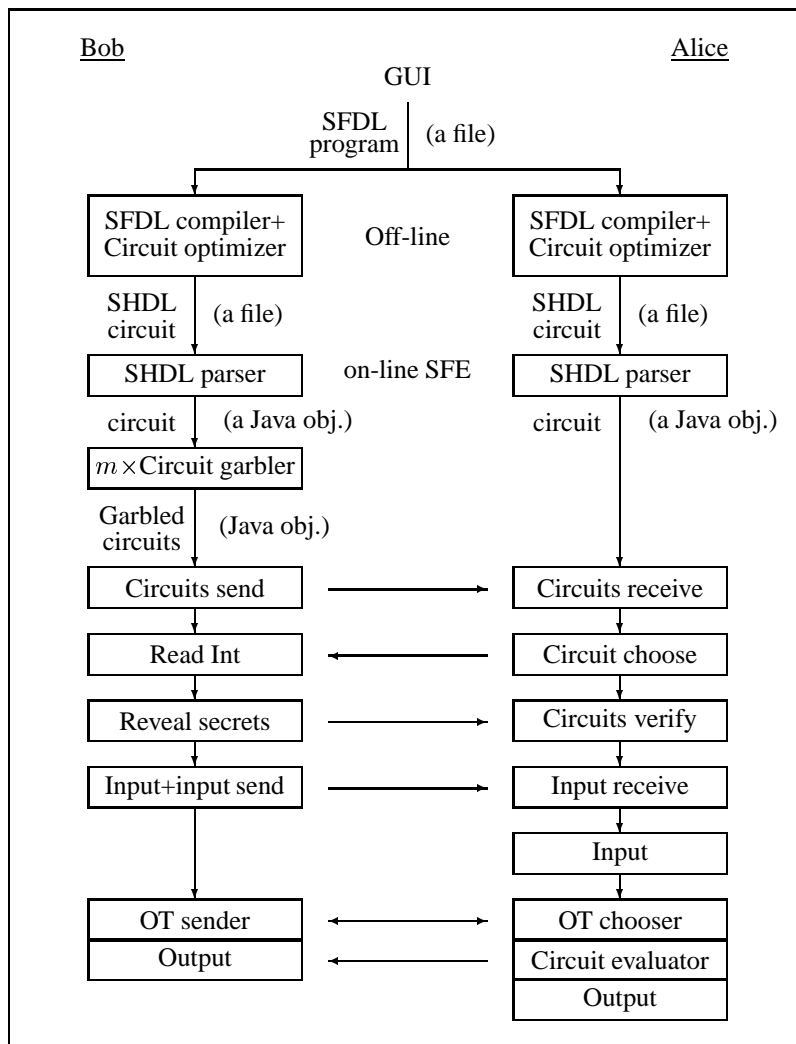 Bob
Alice
GUI
SFDL
program
(a file)
SFDL compiler+
Circuit optimizer
Off-line
SFDL compiler+
Circuit optimizer
SHDL
circuit
(a file)
SHDL
circuit
(a file)
SHDL parser
on-line SFE
SHDL parser
circuit
(a Java obj.)
circuit
(a Java obj.)
m×Circuit garbler
Garbled
circuits
(Java obj.)
Circuits send
Circuits receive
Read Int
Circuit choose
Reveal secrets
Circuits verify
Input+input send
Input receive
Input
OT sender
OT chooser
Output
Circuit evaluator
Output